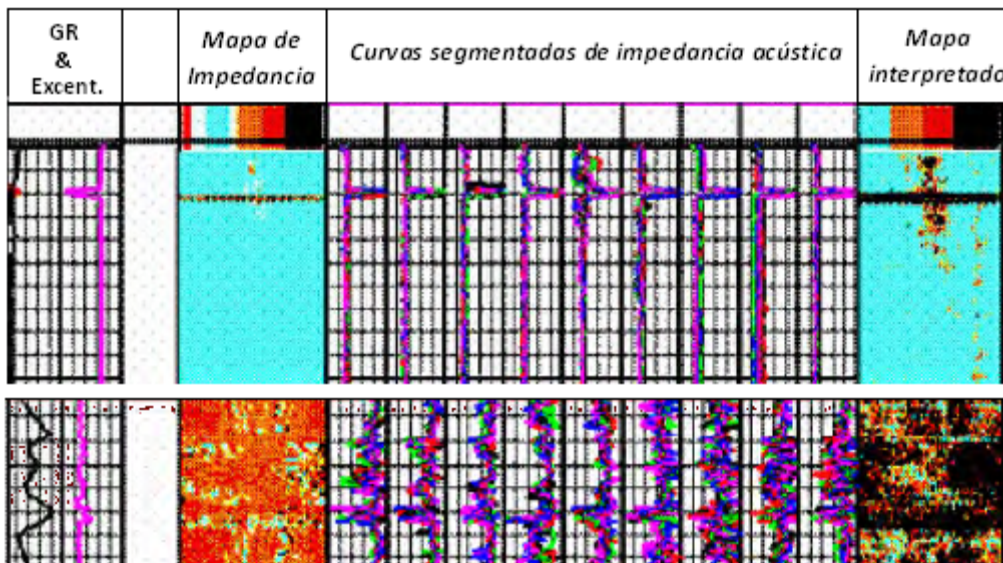 GR
&
Excent.
Mapa de
Impedancia
Curvas segmentadas de impedancia acústica
Mapa
interpretado